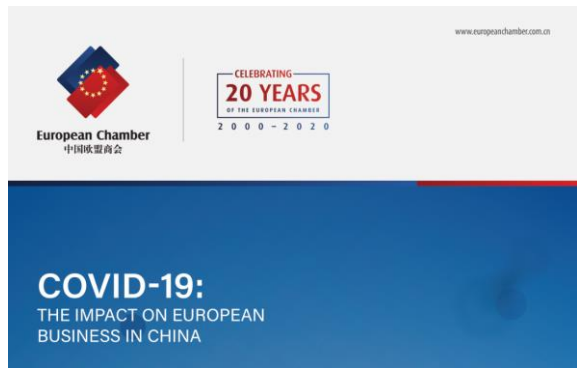 www.europeanchamber.com.cn
CELEBRATING
20 YEARS
OF THE EUROPEAN CHAMBER
2000-2020
European Chamber
中国欧盟商会
COVID-19:
THE IMPACT ON EUROPEAN
BUSINESS IN CHINA